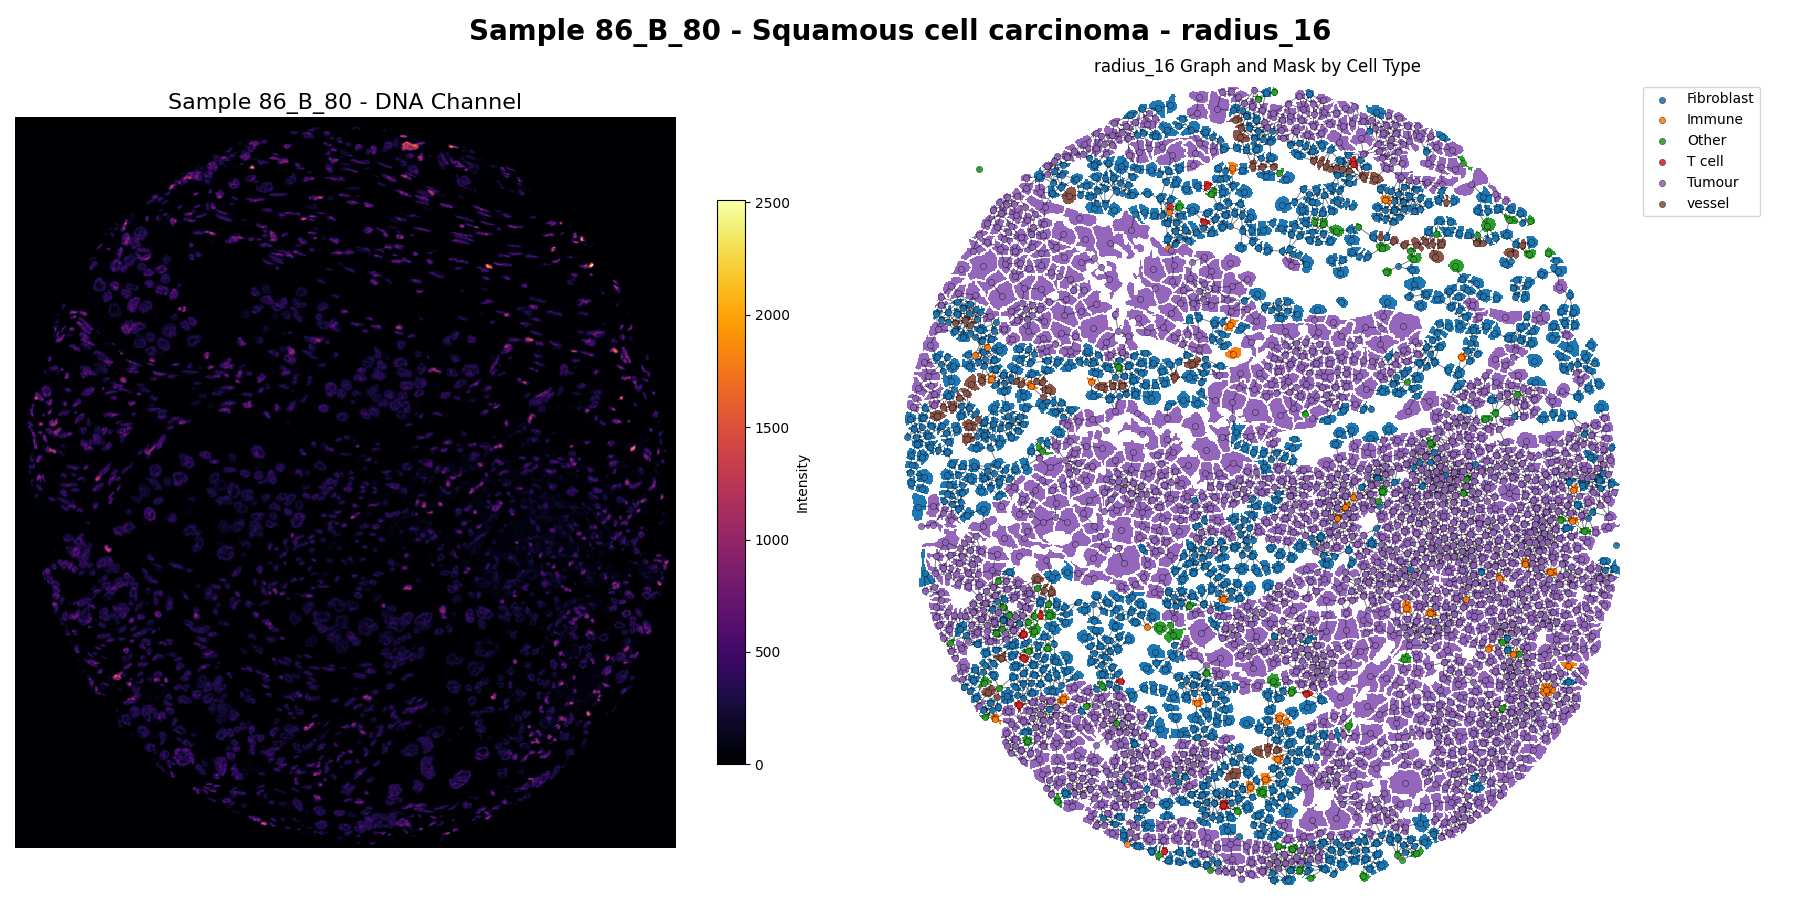 Sample 86_B_80 - Squamous cell carcinoma - radius_16
Sample 86_B_80 - DNA Channel
2500
2000
1500
1000
500
0
Intensity
radius_16 Graph and Mask by Cell Type
Fibroblast
Immune
Other
T cell
Tumour
vessel